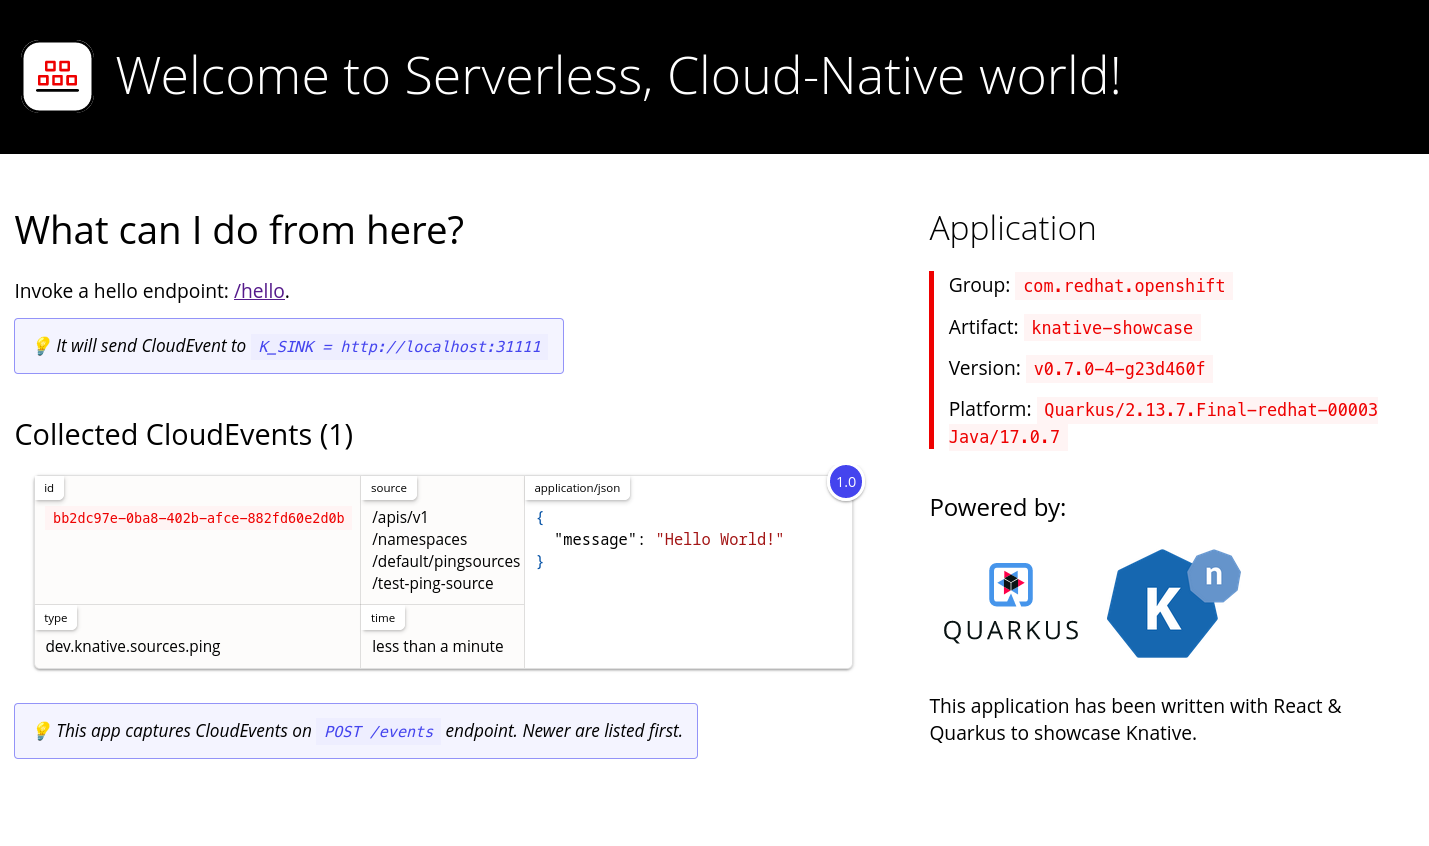 Welcome to Serverless, Cloud-Native world!
What can I do from here?
Invoke a hello endpoint: /hello.
💡 It will send CloudEvent to K_SINK = http://localhost:31111
Collected CloudEvents (1)
id
bb2dc97e-0ba8-402b-afce-882fd60e2d0b
source
/apis/v1
/namespaces
/default/pingsources
/test-ping-source
type
dev.knative.sources.ping
time
less than a minute
application/json
1.0
{
"message": "Hello World!"
}
💡 This app captures CloudEvents on POST /events endpoint. Newer are listed first.
Application
Group: com.redhat.openshift
Artifact: knative-showcase
Version: v0.7.0-4-g23d460f
Platform: Quarkus/2.13.7.Final-redhat-00003
Java/17.0.7
Powered by:
QUARKUS
K
n
This application has been written with React &
Quarkus to showcase Knative.